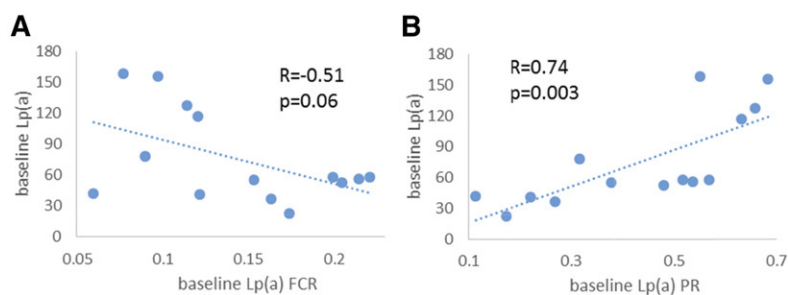 A
180
150
120
90
60
30
0
baseline Lp(a)
R=-0.51
p=0.06
0.05 0.1 0.15 0.2
baseline Lp(a) FCR
B
180
150
120
90
60
30
0
baseline Lp(a)
R=0.74
p=0.003
0.1 0.3 0.5 0.7
baseline Lp(a) PR